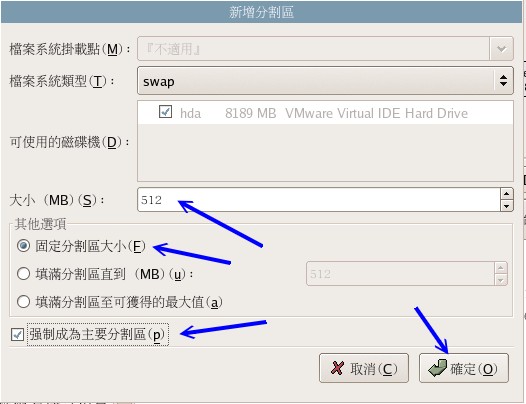 新增分割區
檔案系統掛載點(M)： 『不適用』
檔案系統類型(T)： swap
hda 8189 MB VMware Virtual IDE Hard Drive
可使用的磁碟機(D)：
大小 (MB)(S)： 512
其他選項
固定分割區大小(F)
填滿分割區直到 (MB)(u)： 512
填滿分割區至可獲得的最大值(a)
强制成為主要分割區(p)
取消(C) 確定(O)